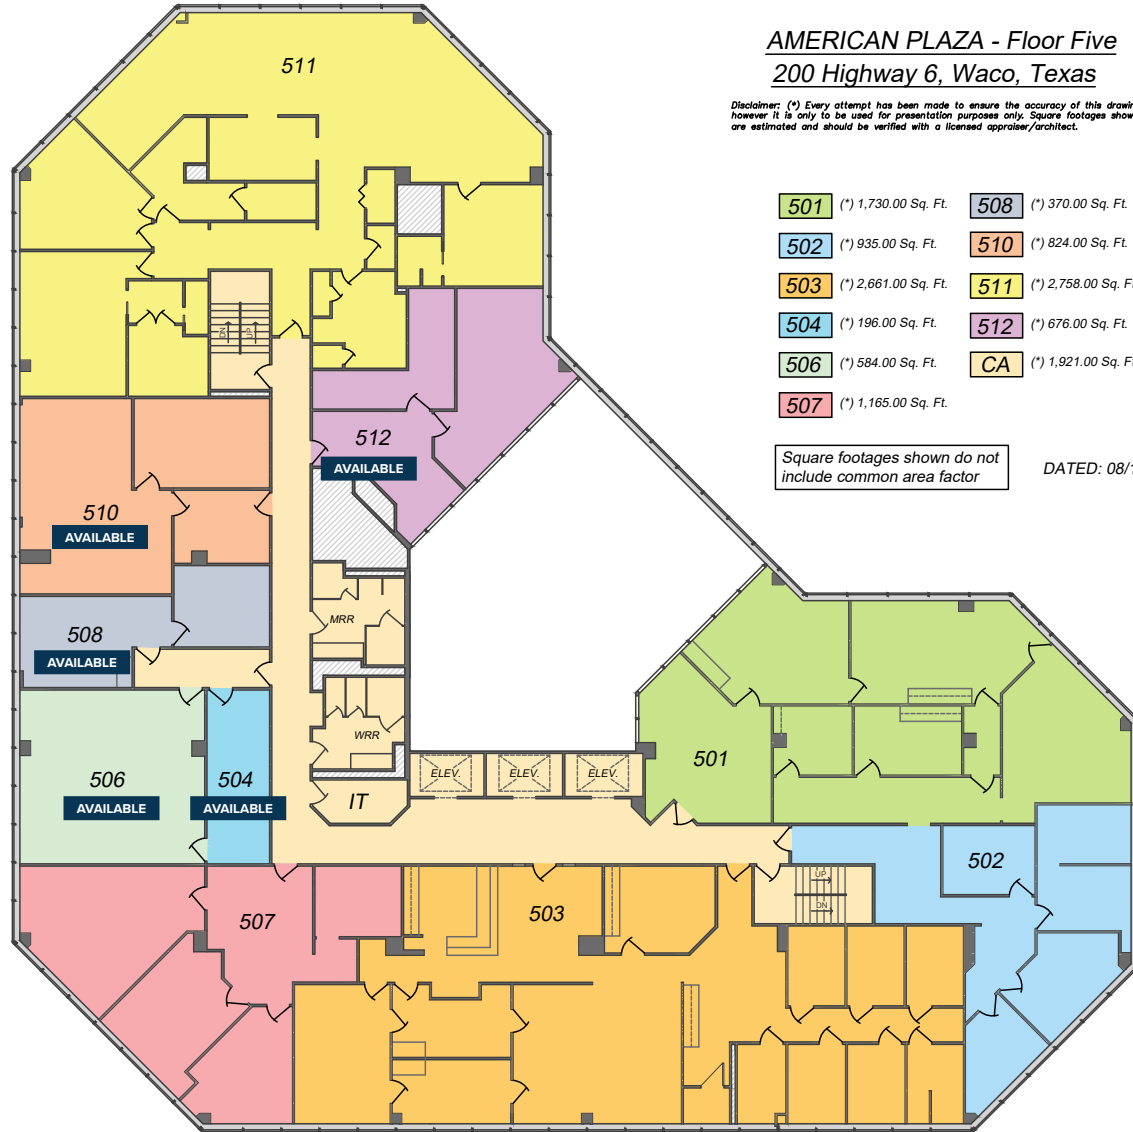 AMERICAN PLAZA - Floor Five
200 Highway 6, Waco, Texas
Disclaimer: (*) Every attempt has been made to ensure the accuracy of this
however it is only to be used for presentation purposes only. Square footages
are estimated and should be verified with a licensed appraiser/architect.
501 (*) 1,730.00 Sq. Ft.
508 (*) 370.00 Sq. Ft.
502 (*) 935.00 Sq. Ft.
510 (*) 824.00 Sq. Ft.
503 (*) 2,661.00 Sq. Ft.
511 (*) 2,758.00 Sq.
504 (*) 196.00 Sq. Ft.
512 (*) 676.00 Sq. Ft.
506 (*) 584.00 Sq. Ft.
CA (*) 1,921.00 Sq.
507 (*) 1,165.00 Sq. Ft.
Square footages shown do not
include common area factor
DATED: 08/1
511
DN UP
512
AVAILABLE
510
AVAILABLE
MRR
508
AVAILABLE
WRR
506
AVAILABLE
504
AVAILABLE
IT
ELEV. ELEV. ELEV.
501
502
UP
DN
507
503